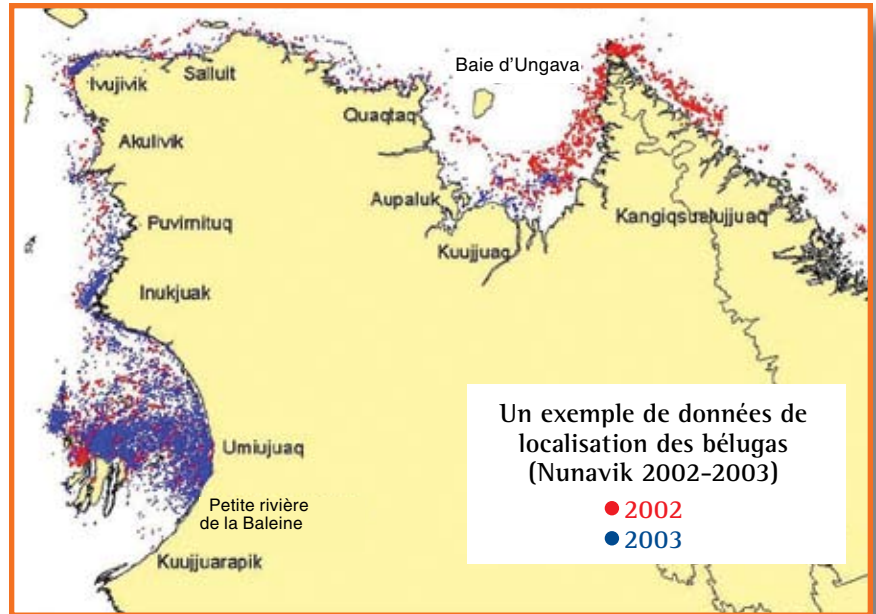 Baie d'Ungava
Ivujivik
Salluit
Quaqtaq
Akulivik
Aupaluk
Kangiqsualujjuaq
Puvirnituq
Kuujjuaq
Inukjuak
Umiujuaq
Petite rivière
de la Baleine
Kuujjuarapik
Un exemple de données de
localisation des bélugas
(Nunavik 2002-2003)
2002
2003